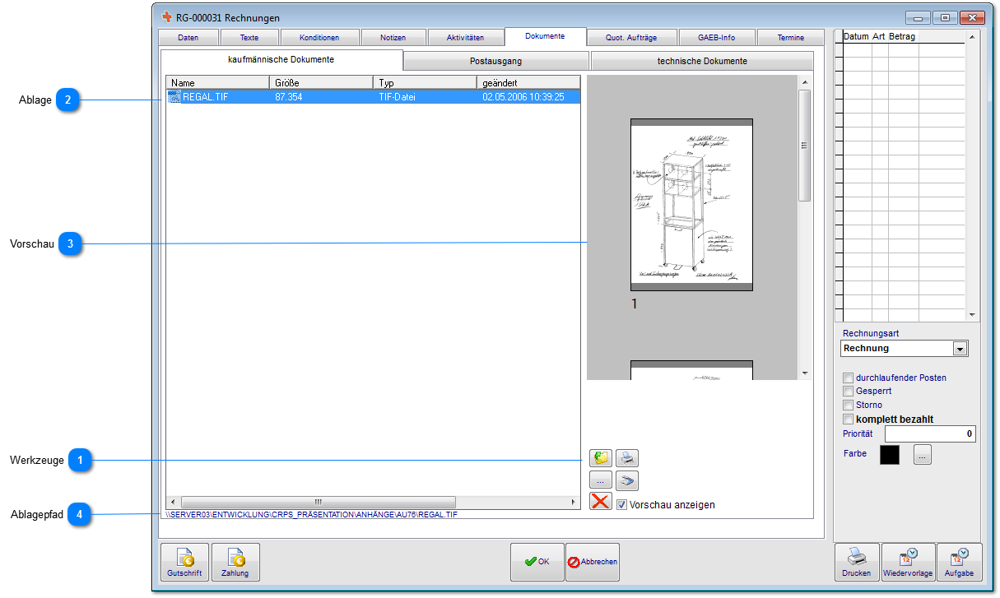 RG-000031 Rechnungen
Daten Texte Konditionen Notizen Aktivitäten Dokumente Quot. Aufträge GAEB-Info Termine
kaufmännische Dokumente Postausgang technische Dokumente
Name Größe Typ geändert
REGAL.TIF 87.354 TIF-Datei 02.05.2006 10:39:25
Ablage 2
Vorschau 3
1
Werkzeuge 1
...
Vorschau anzeigen
Ablagepfad 4
\\SERVER03\ENTWICKLUNG\CRPS_PRÄSENTATION\ANHÄNGE\AU76\REGAL.TIF
Datum Art Betrag
Rechnungsart
Rechnung
durchlaufender Posten
Gesperrt
Storno
komplett bezahlt
Priorität 0
Farbe ...
Gutschrift Zahlung OK Abbrechen Drucken Wiedervorlage Aufgabe